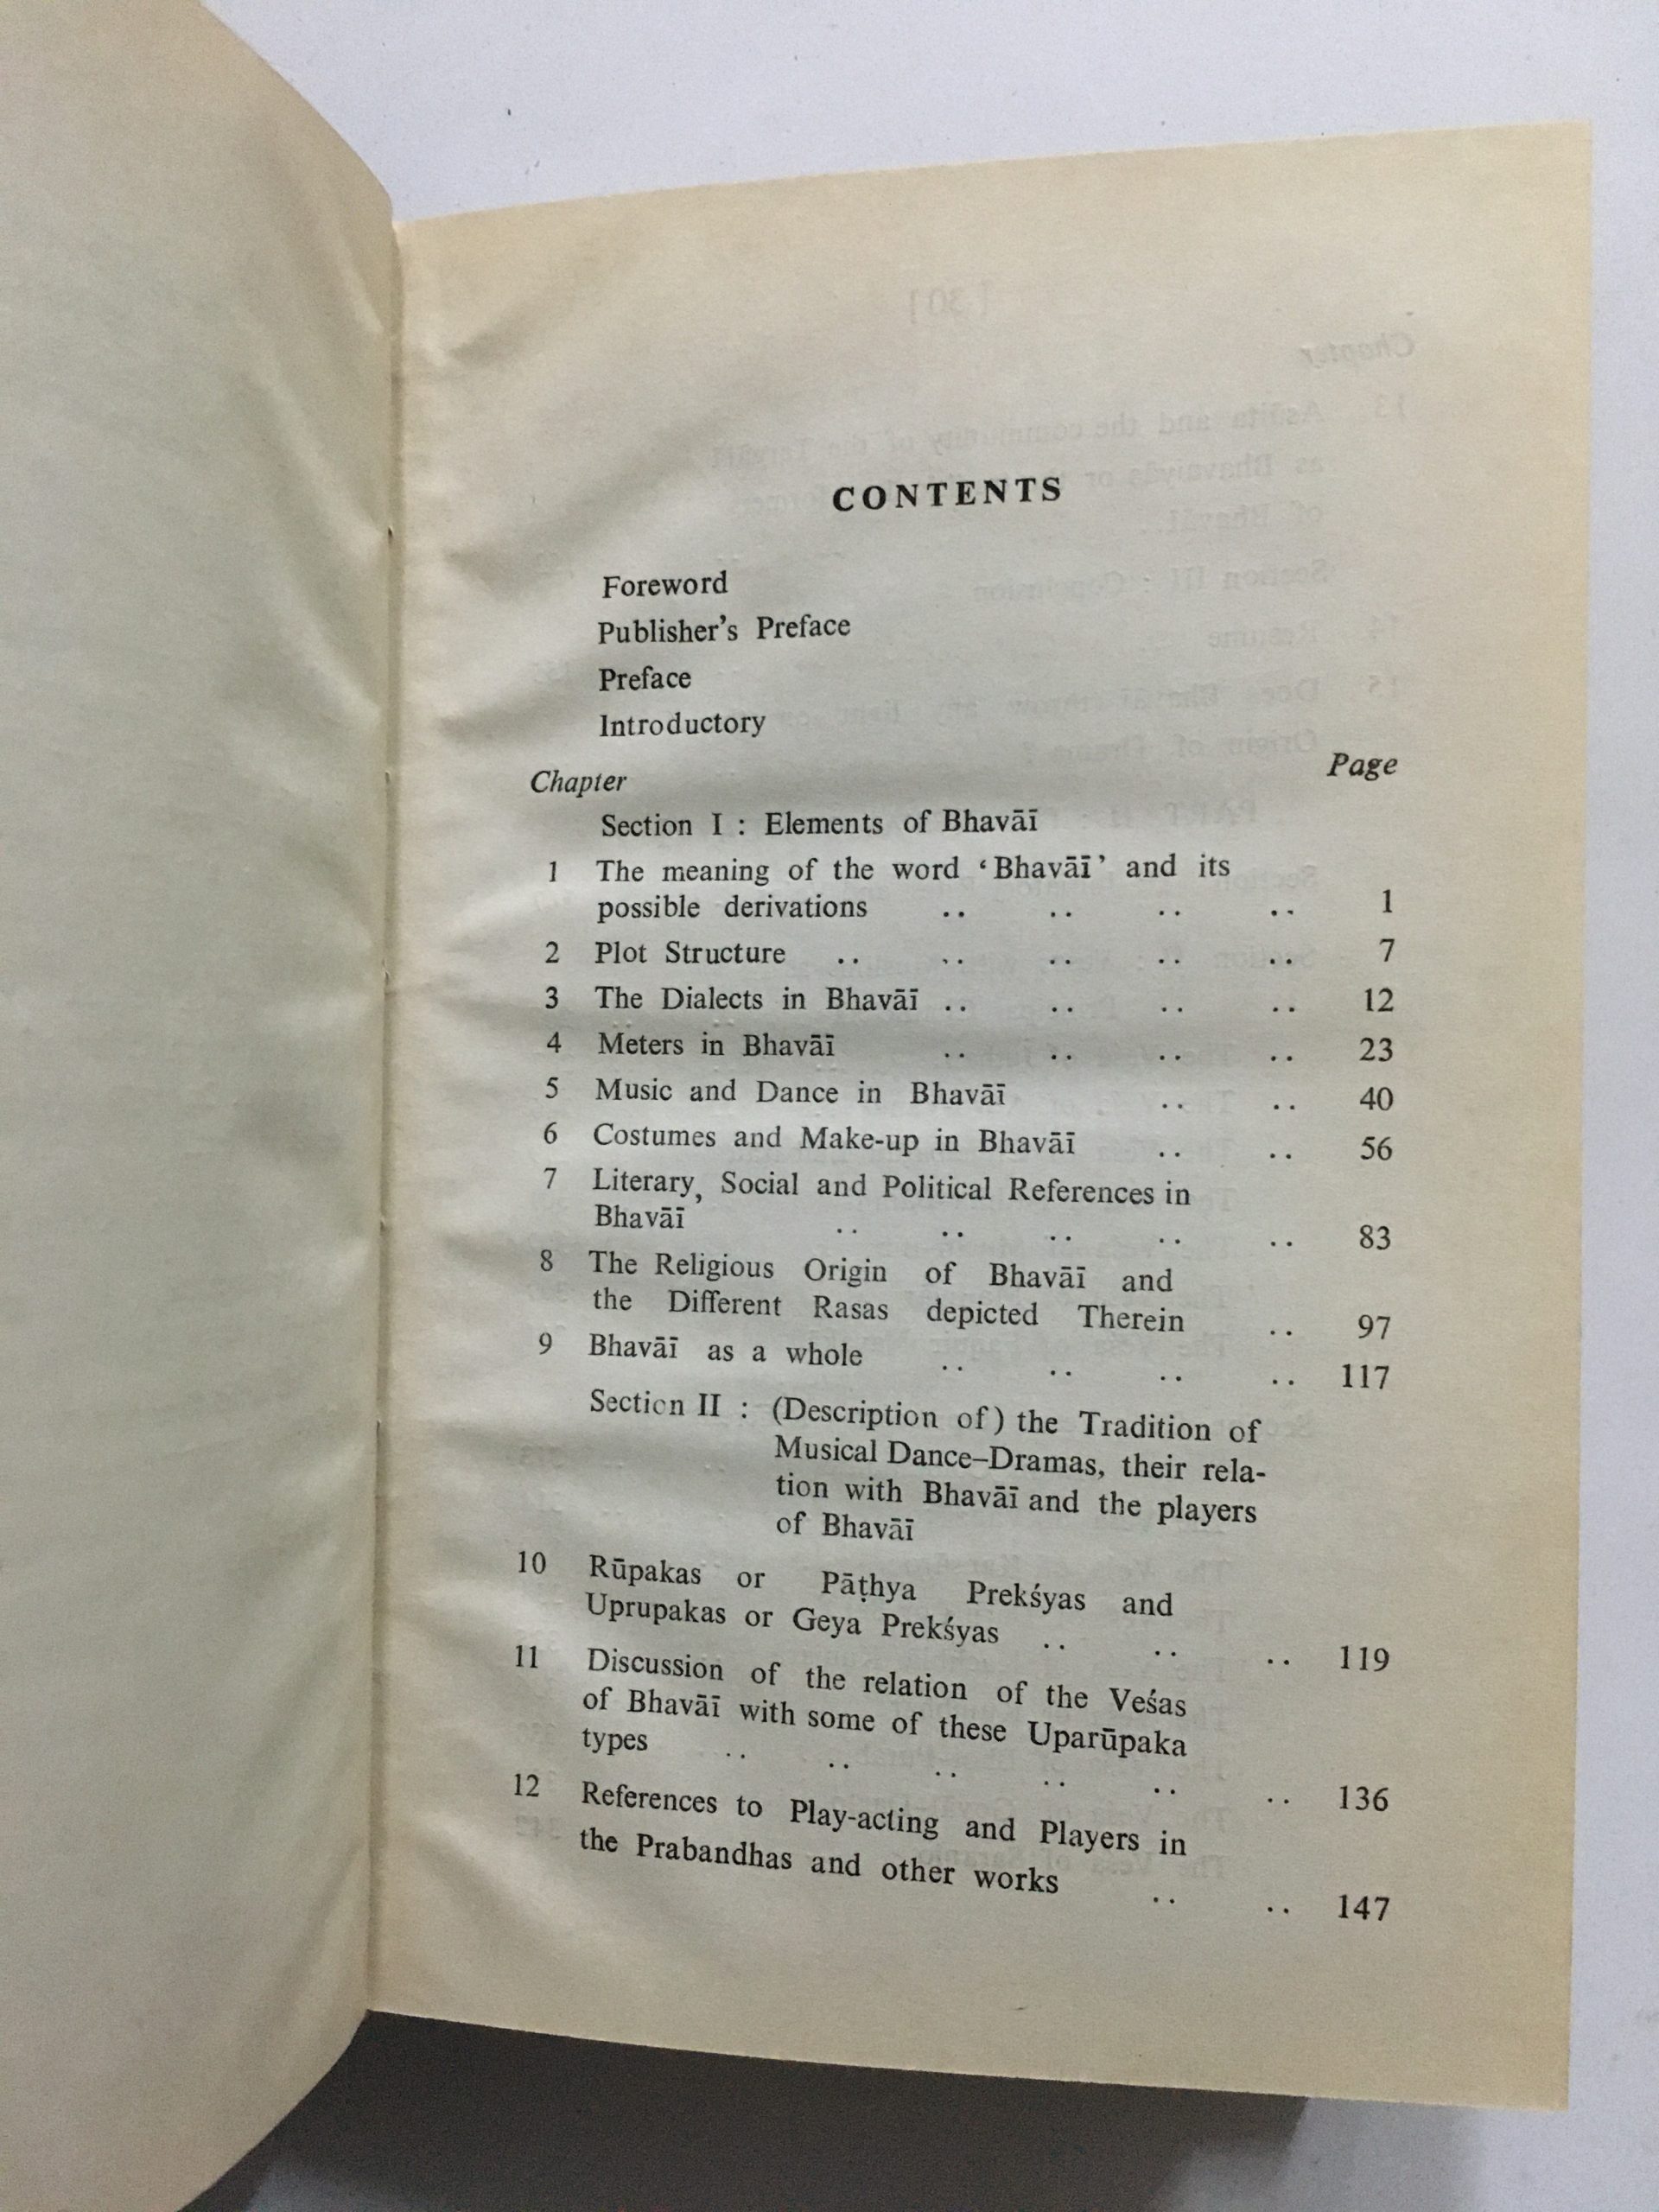 CONTENTS
Foreword
Publisher's Preface
Preface
Introductory
Chapter Page
Section I : Elements of Bhavāī
1 The meaning of the word ‘Bhavāī’ and its
possible derivations .. .. .. .. 1
2 Plot Structure .. .. .. .. .. 7
3 The Dialects in Bhavāī .. .. .. .. 12
4 Meters in Bhavāī .. .. .. .. 23
5 Music and Dance in Bhavāī .. .. 40
6 Costumes and Make-up in Bhavāī .. .. 56
7 Literary, Social and Political References in
Bhavāī .. .. .. .. .. 83
8 The Religious Origin of Bhavāī and
the Different Rasas depicted Therein .. 97
9 Bhavāī as a whole .. .. .. .. 117
Section II : (Description of) the Tradition of
Musical Dance–Dramas, their rela-
tion with Bhavāī and the players
of Bhavāī
10 Rūpakas or Pāṭhya Prekśyas and
Uprupakas or Geya Prekśyas .. .. .. 119
11 Discussion of the relation of the Veśas
of Bhavāī with some of these Uparūpaka
types .. .. .. .. .. .. 136
12 References to Play-acting and Players in
the Prabandhas and other works .. .. 147